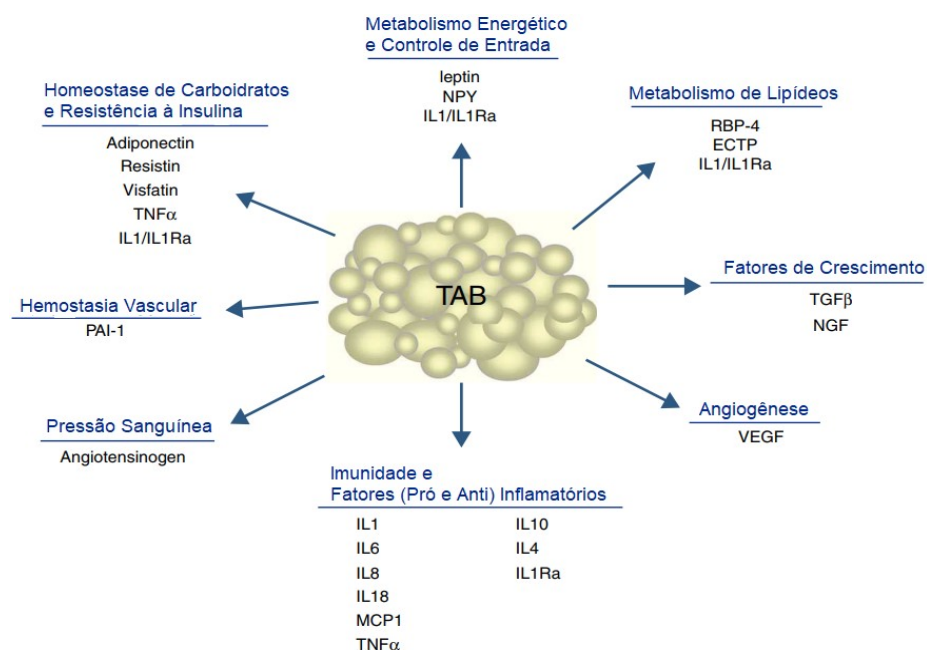 Metabolismo Energético
e Controle de Entrada
leptin
NPY
IL1/IL1Ra
Homeostase de Carboidratos
e Resistência à Insulina
Adiponectin
Resistin
Visfatin
TNFα
IL1/IL1Ra
Metabolismo de Lipídeos
RBP-4
ECTP
IL1/IL1Ra
TAB
Hemostasia Vascular
PAI-1
Fatores de Crescimento
TGFβ
NGF
Pressão Sanguínea
Angiotensinogen
Angiogênese
VEGF
Imunidade e
Fatores (Pró e Anti) Inflamatórios
IL1
IL6
IL8
IL18
MCP1
TNFα
IL10
IL4
IL1Ra